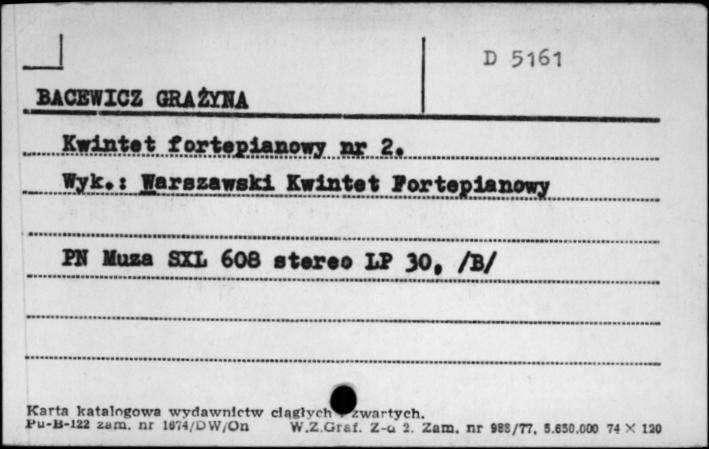 D 5161
BACEWICZ GRAŻYNA
Kwintet fortepianowy nr 2.
Wyk.: Warszawski Kwintet Fortepianowy
PN Muza SXL 608 stereo LP 30, /B/
Karta katalogowa wydawnictw ciągłych i zwartych.
Pu-B-122 zam. nr 1674/DW/On W.Z.Graf. Z-d 2. Zam. nr 988/77, 5.650.000 74 × 120